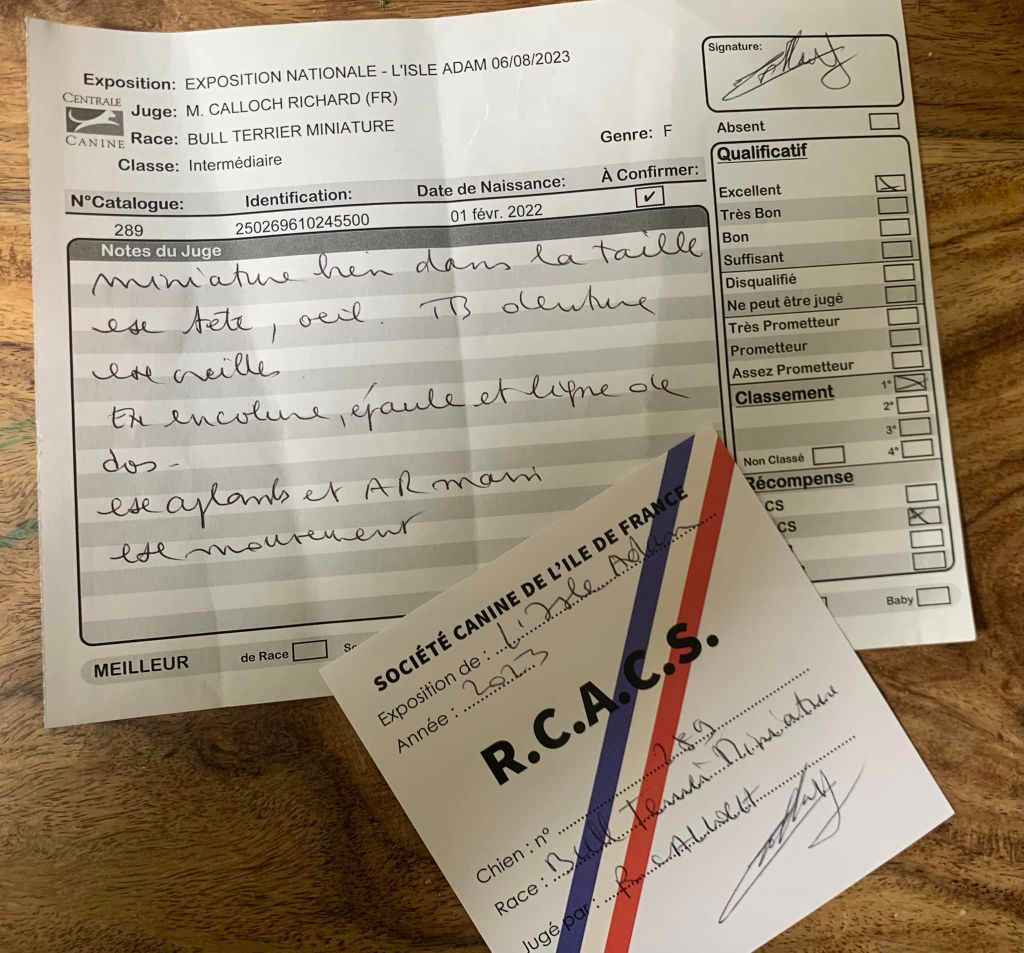 Exposition: EXPOSITION NATIONALE - L'ISLE ADAM 06/08/2023
CENTRALE CANINE
Juge: M. CALLOCH RICHARD (FR)
Race: BULL TERRIER MINIATURE
Genre: F
Classe: Intermédiaire
N°Catalogue: Identification: Date de Naissance: À Confirmer:
289 250269610245500 01 févr. 2022 ✓
Notes du Juge
miniature bien dans la taille
exe tête, oeil. TB denture
exe oreilles
Ex encolure, épaule et ligne de
dos -
exe aplombs et AR main
exe mouvement
MEILLEUR
de Race
Signature:
Absent
Qualificatif
Excellent
Très Bon
Bon
Suffisant
Disqualifié
Ne peut être jugé
Très Prometteur
Prometteur
Assez Prometteur
Classement
1°
2°
3°
4°
Non Classé
Récompense
CS
CS
Baby
SOCIÉTÉ CANINE DE L'ILE DE FRANCE
Exposition de : L'Isle Adam
Année : 2023
R.C.A.C.S.
Chien : n° 289
Race : Bull Terrier Miniature
Jugé par : R CALLOCH